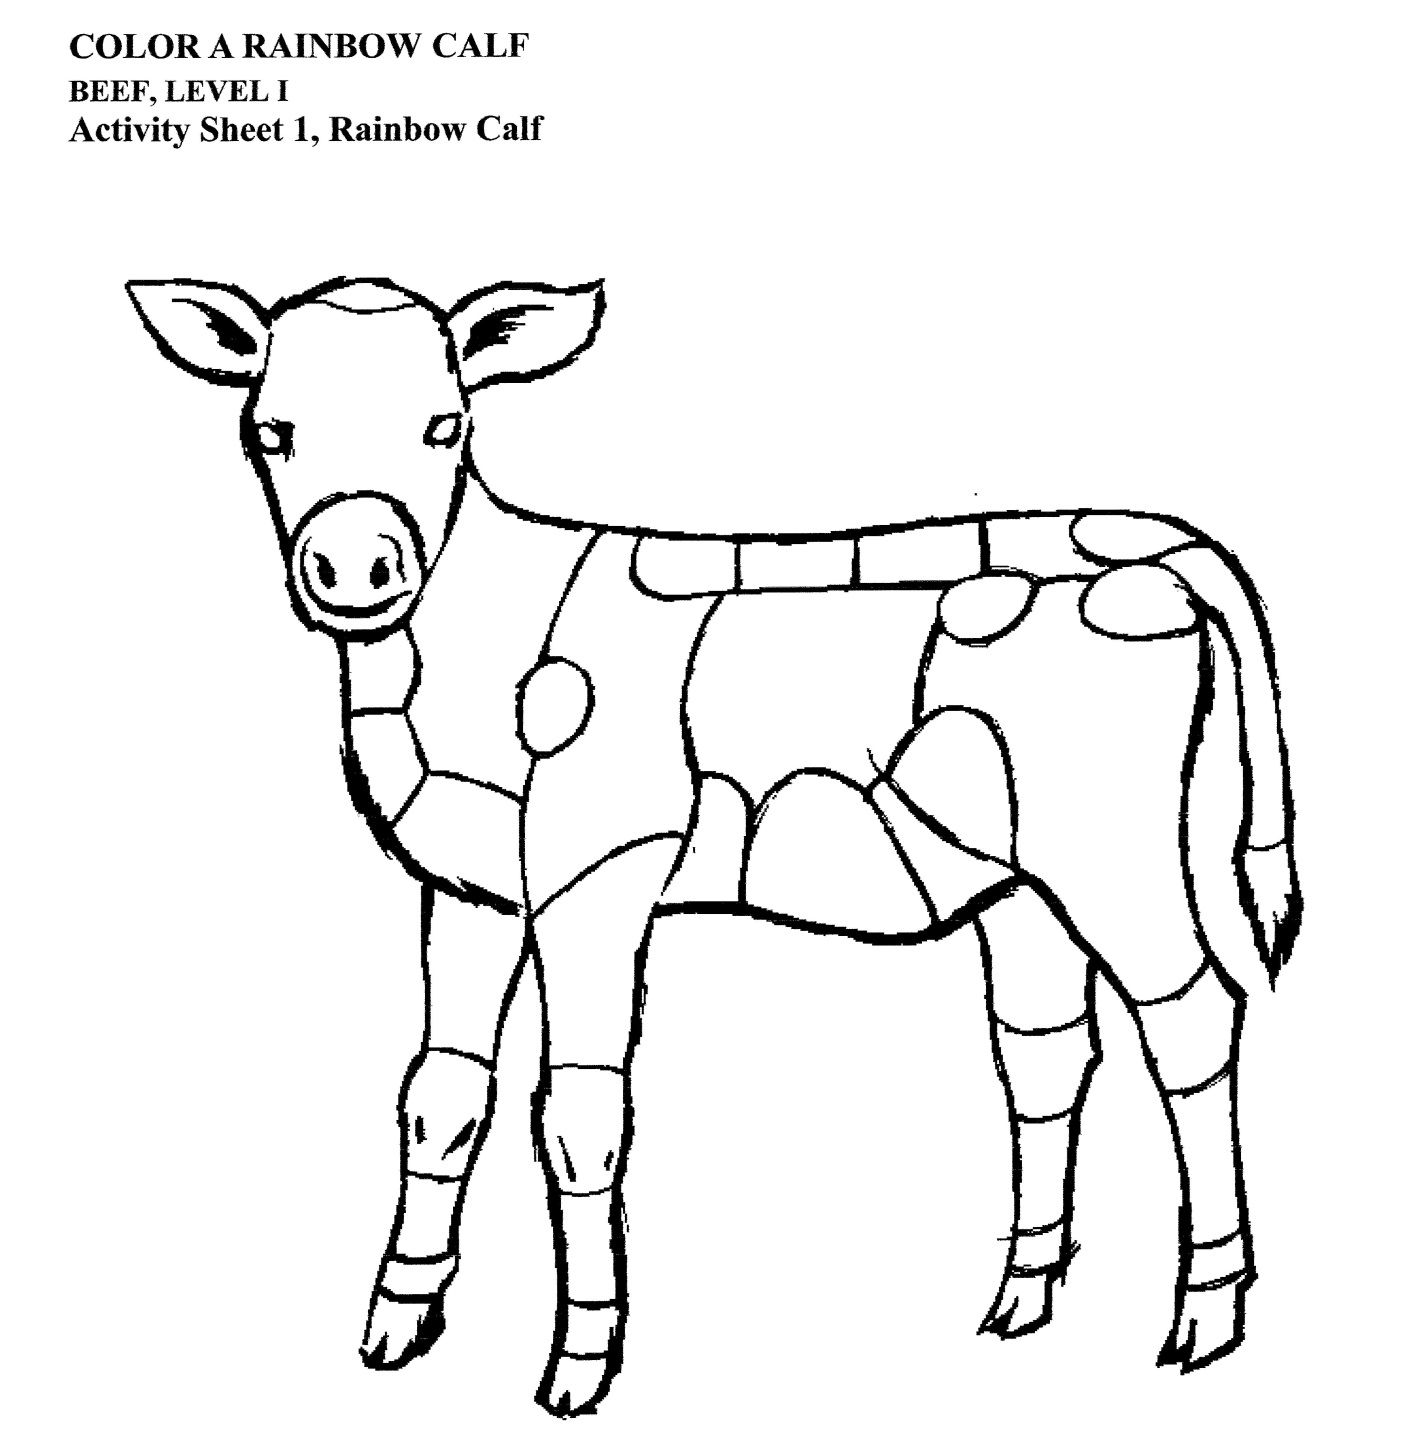 COLOR A RAINBOW CALF
BEEF, LEVEL I
Activity Sheet 1, Rainbow Calf